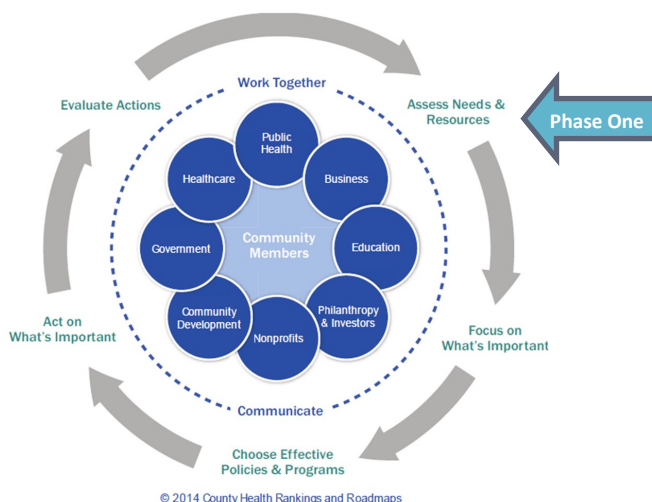 Work Together
Evaluate Actions
Assess Needs &
Resources
Phase One
Public
Health
Healthcare
Business
Government
Community
Members
Education
Community
Development
Philanthropy
& Investors
Nonprofits
Act on
What's Important
Focus on
What's Important
Communicate
Choose Effective
Policies & Programs
© 2014 County Health Rankings and Roadmaps